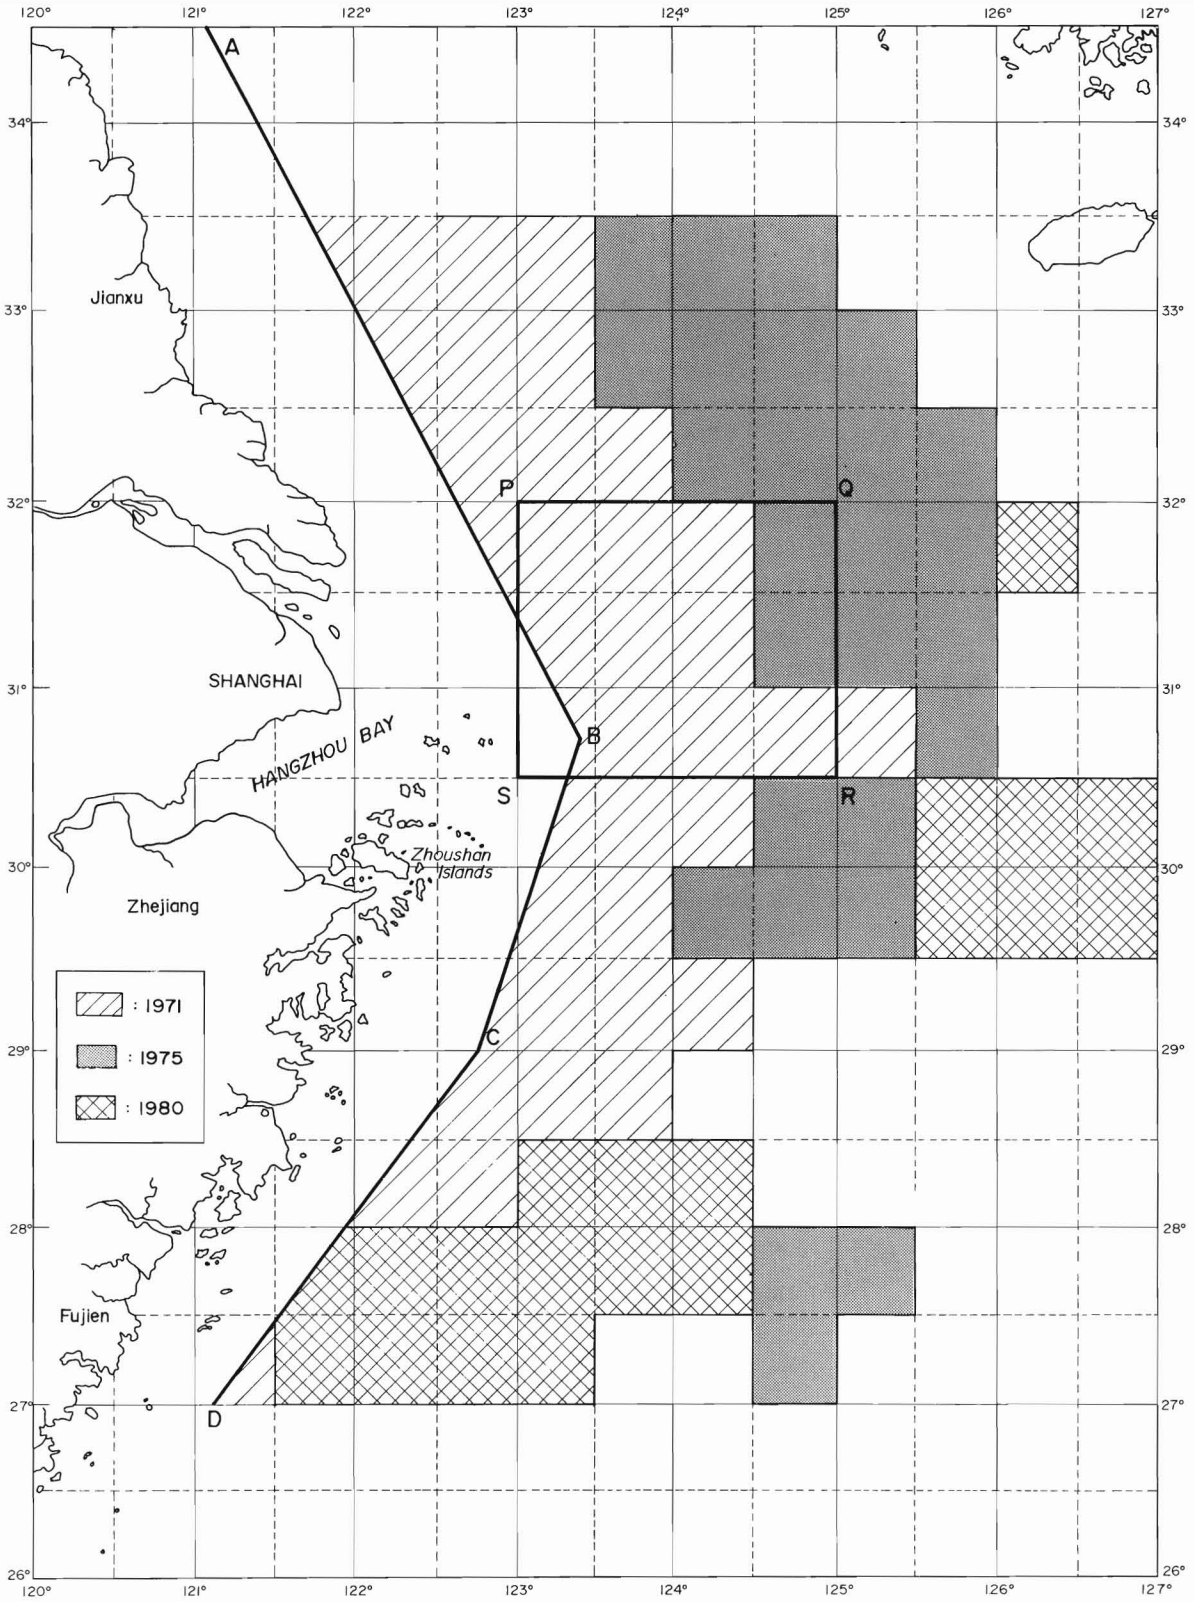 120° 121° 122° 123° 124° 125° 126° 127°
A
34° 34°
Jianxu
33° 33°
P Q
32° 32°
SHANGHAI
31° 31°
HANGZHOU BAY
B
S R
Zhoushan
Islands
30° 30°
Zhejiang
: 1971
C
29° 29°
: 1975
: 1980
28° 28°
Fujien
27° 27°
D
26° 26°
120° 121° 122° 123° 124° 125° 126° 127°